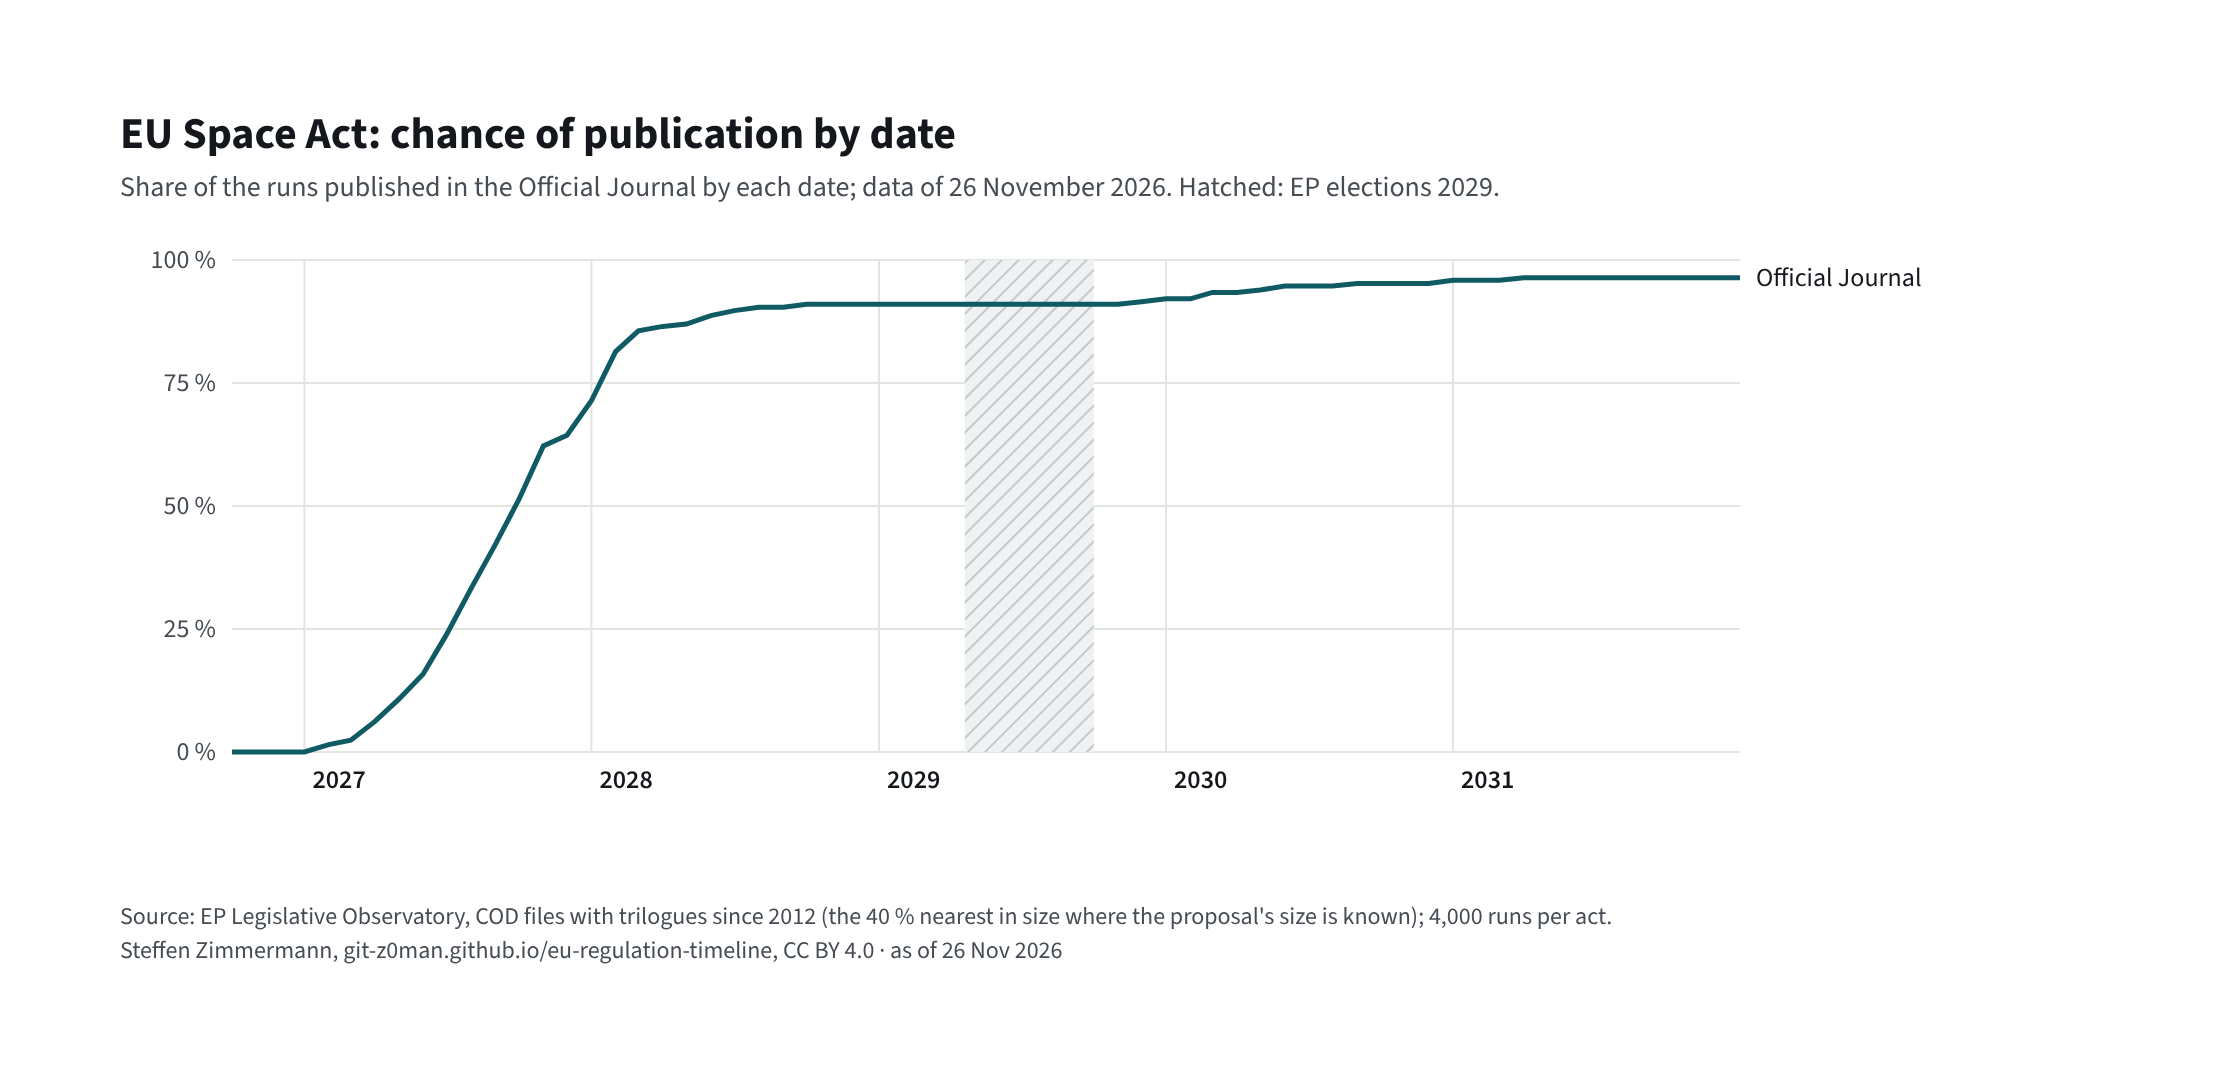 EU Space Act: chance of publication by date
Share of the runs published in the Official Journal by each date; data of 26 November 2026. Hatched: EP elections 2029.
100 %
Official Journal
75 %
50 %
25 %
0 %
2027 2028 2029 2030 2031
Source: EP Legislative Observatory, COD files with trilogues since 2012 (the 40 % nearest in size where the proposal's size is known); 4,000 runs per act.
Steffen Zimmermann, git-z0man.github.io/eu-regulation-timeline, CC BY 4.0 · as of 26 Nov 2026